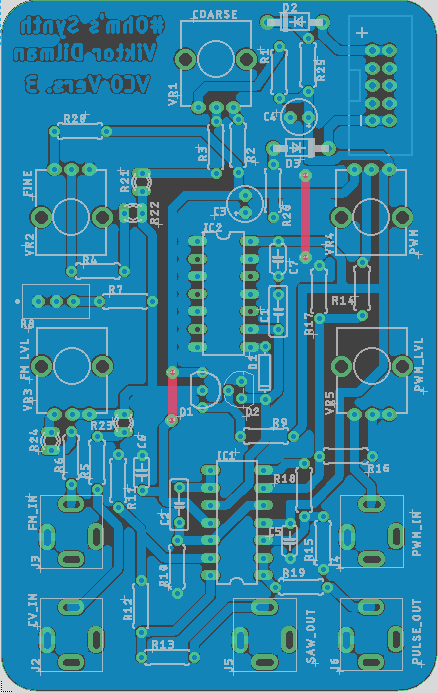 #Ohm's Synth
Viktor Dilman
VCO Vers. 3
COARSE
D2
R1
R25
VR1
C4
R20
R3
R2
D3
FINE
R21
R22
R26
C3
VR2
IC2
VR4
PWM
R4
C7
R7
R8
C1
R17
R14
FM_LVL
VR3
D1
VR5
PWM_LVL
D1
D2
R23
R9
R24
R6
R5
C6
IC1
R16
R11
R18
FM_IN
C2
C5
R15
J4
PWM_IN
J3
R10
R19
CV_IN
R12
J2
R13
J5
SAW_OUT
J6
PULSE_OUT